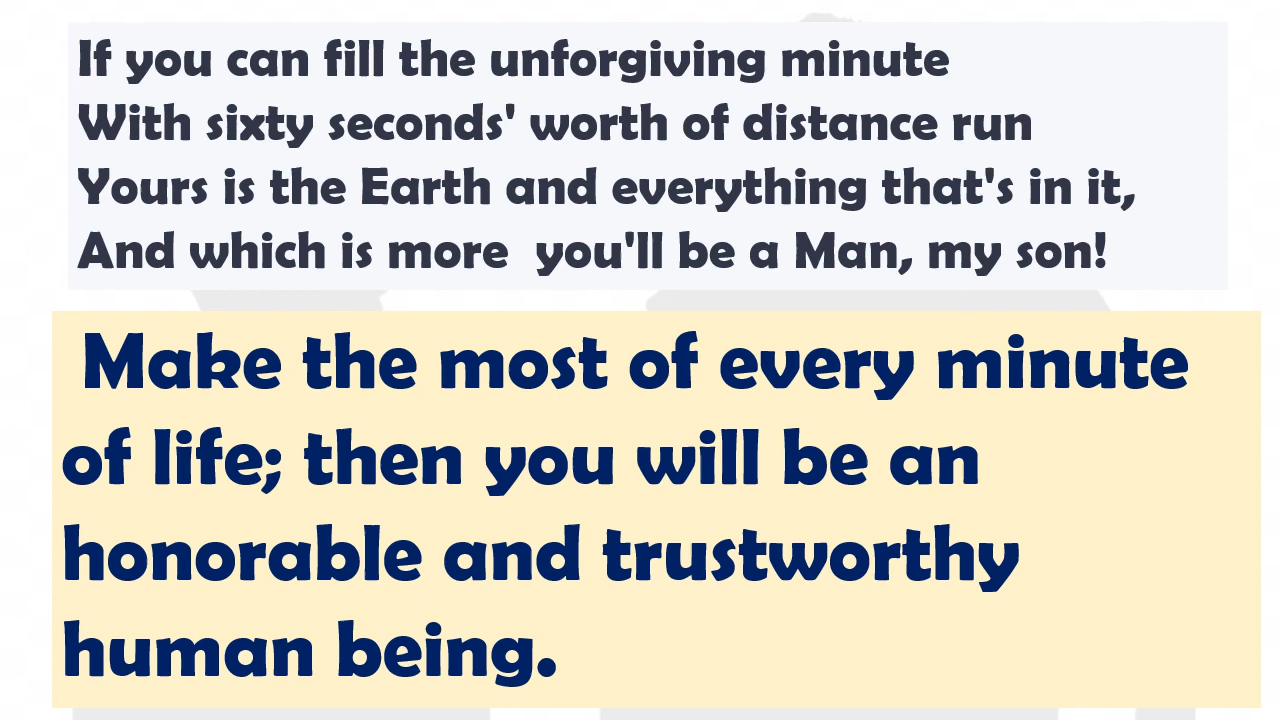 If you can fill the unforgiving minute
With sixty seconds' worth of distance run
Yours is the Earth and everything that's in it,
And which is more  you'll be a Man, my son!
Make the most of every minute
of life; then you will be an
honorable and trustworthy
human being.